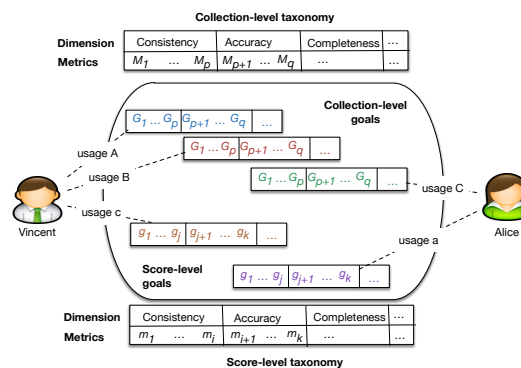 Collection-level taxonomy
Dimension Consistency Accuracy Completeness ...
Metrics M1 ... Mp Mp+1 ... Mq ... ...
Collection-level
goals
G1 ... Gp Gp+1 ... Gq ...
usage A
G1 ... Gp Gp+1 ... Gq ...
usage B
G1 ... Gp Gp+1 ... Gq ...
usage C
usage c
Vincent
Alice
g1 ... gj gj+1 ... gk ...
usage a
Score-level
goals
g1 ... gj gj+1 ... gk ...
Dimension Consistency Accuracy Completeness ...
Metrics m1 ... mi mi+1 ... mk ... ...
Score-level taxonomy